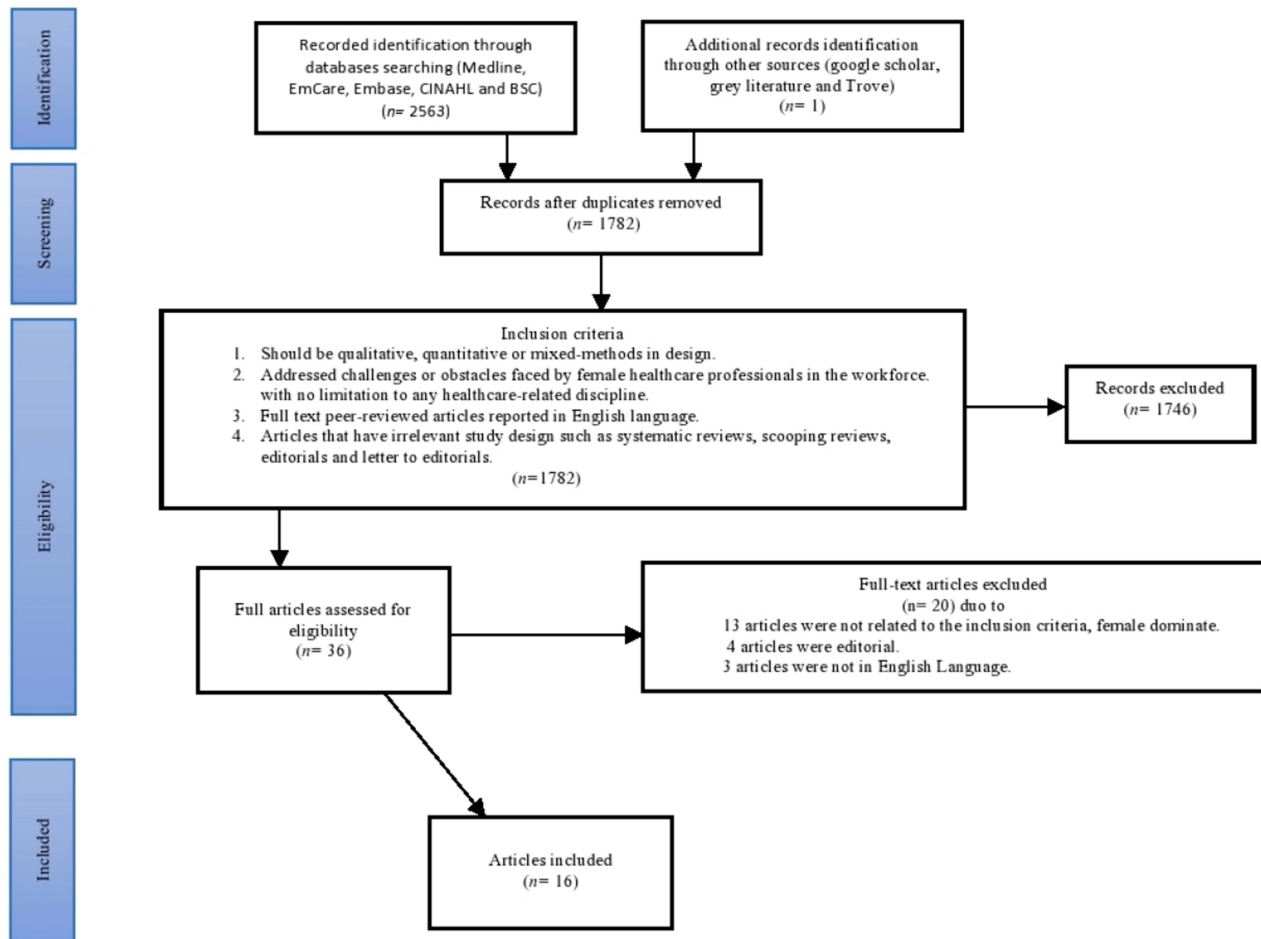 Identification
Recorded identification through
databases searching (Medline,
EmCare, Embase, CINAHL and BSC)
(n= 2563)
Additional records identification
through other sources (google scholar,
grey literature and Trove)
(n= 1)
Screening
Records after duplicates removed
(n= 1782)
Eligibility
Inclusion criteria
1. Should be qualitative, quantitative or mixed-methods in design.
2. Addressed challenges or obstacles faced by female healthcare professionals in the workforce.
with no limitation to any healthcare-related discipline.
3. Full text peer-reviewed articles reported in English language.
4. Articles that have irrelevant study design such as systematic reviews, scooping reviews,
editorials and letter to editorials.
(n=1782)
Records excluded
(n= 1746)
Full articles assessed for
eligibility
(n= 36)
Full-text articles excluded
(n= 20) duo to
13 articles were not related to the inclusion criteria, female dominate.
4 articles were editorial.
3 articles were not in English Language.
Included
Articles included
(n= 16)